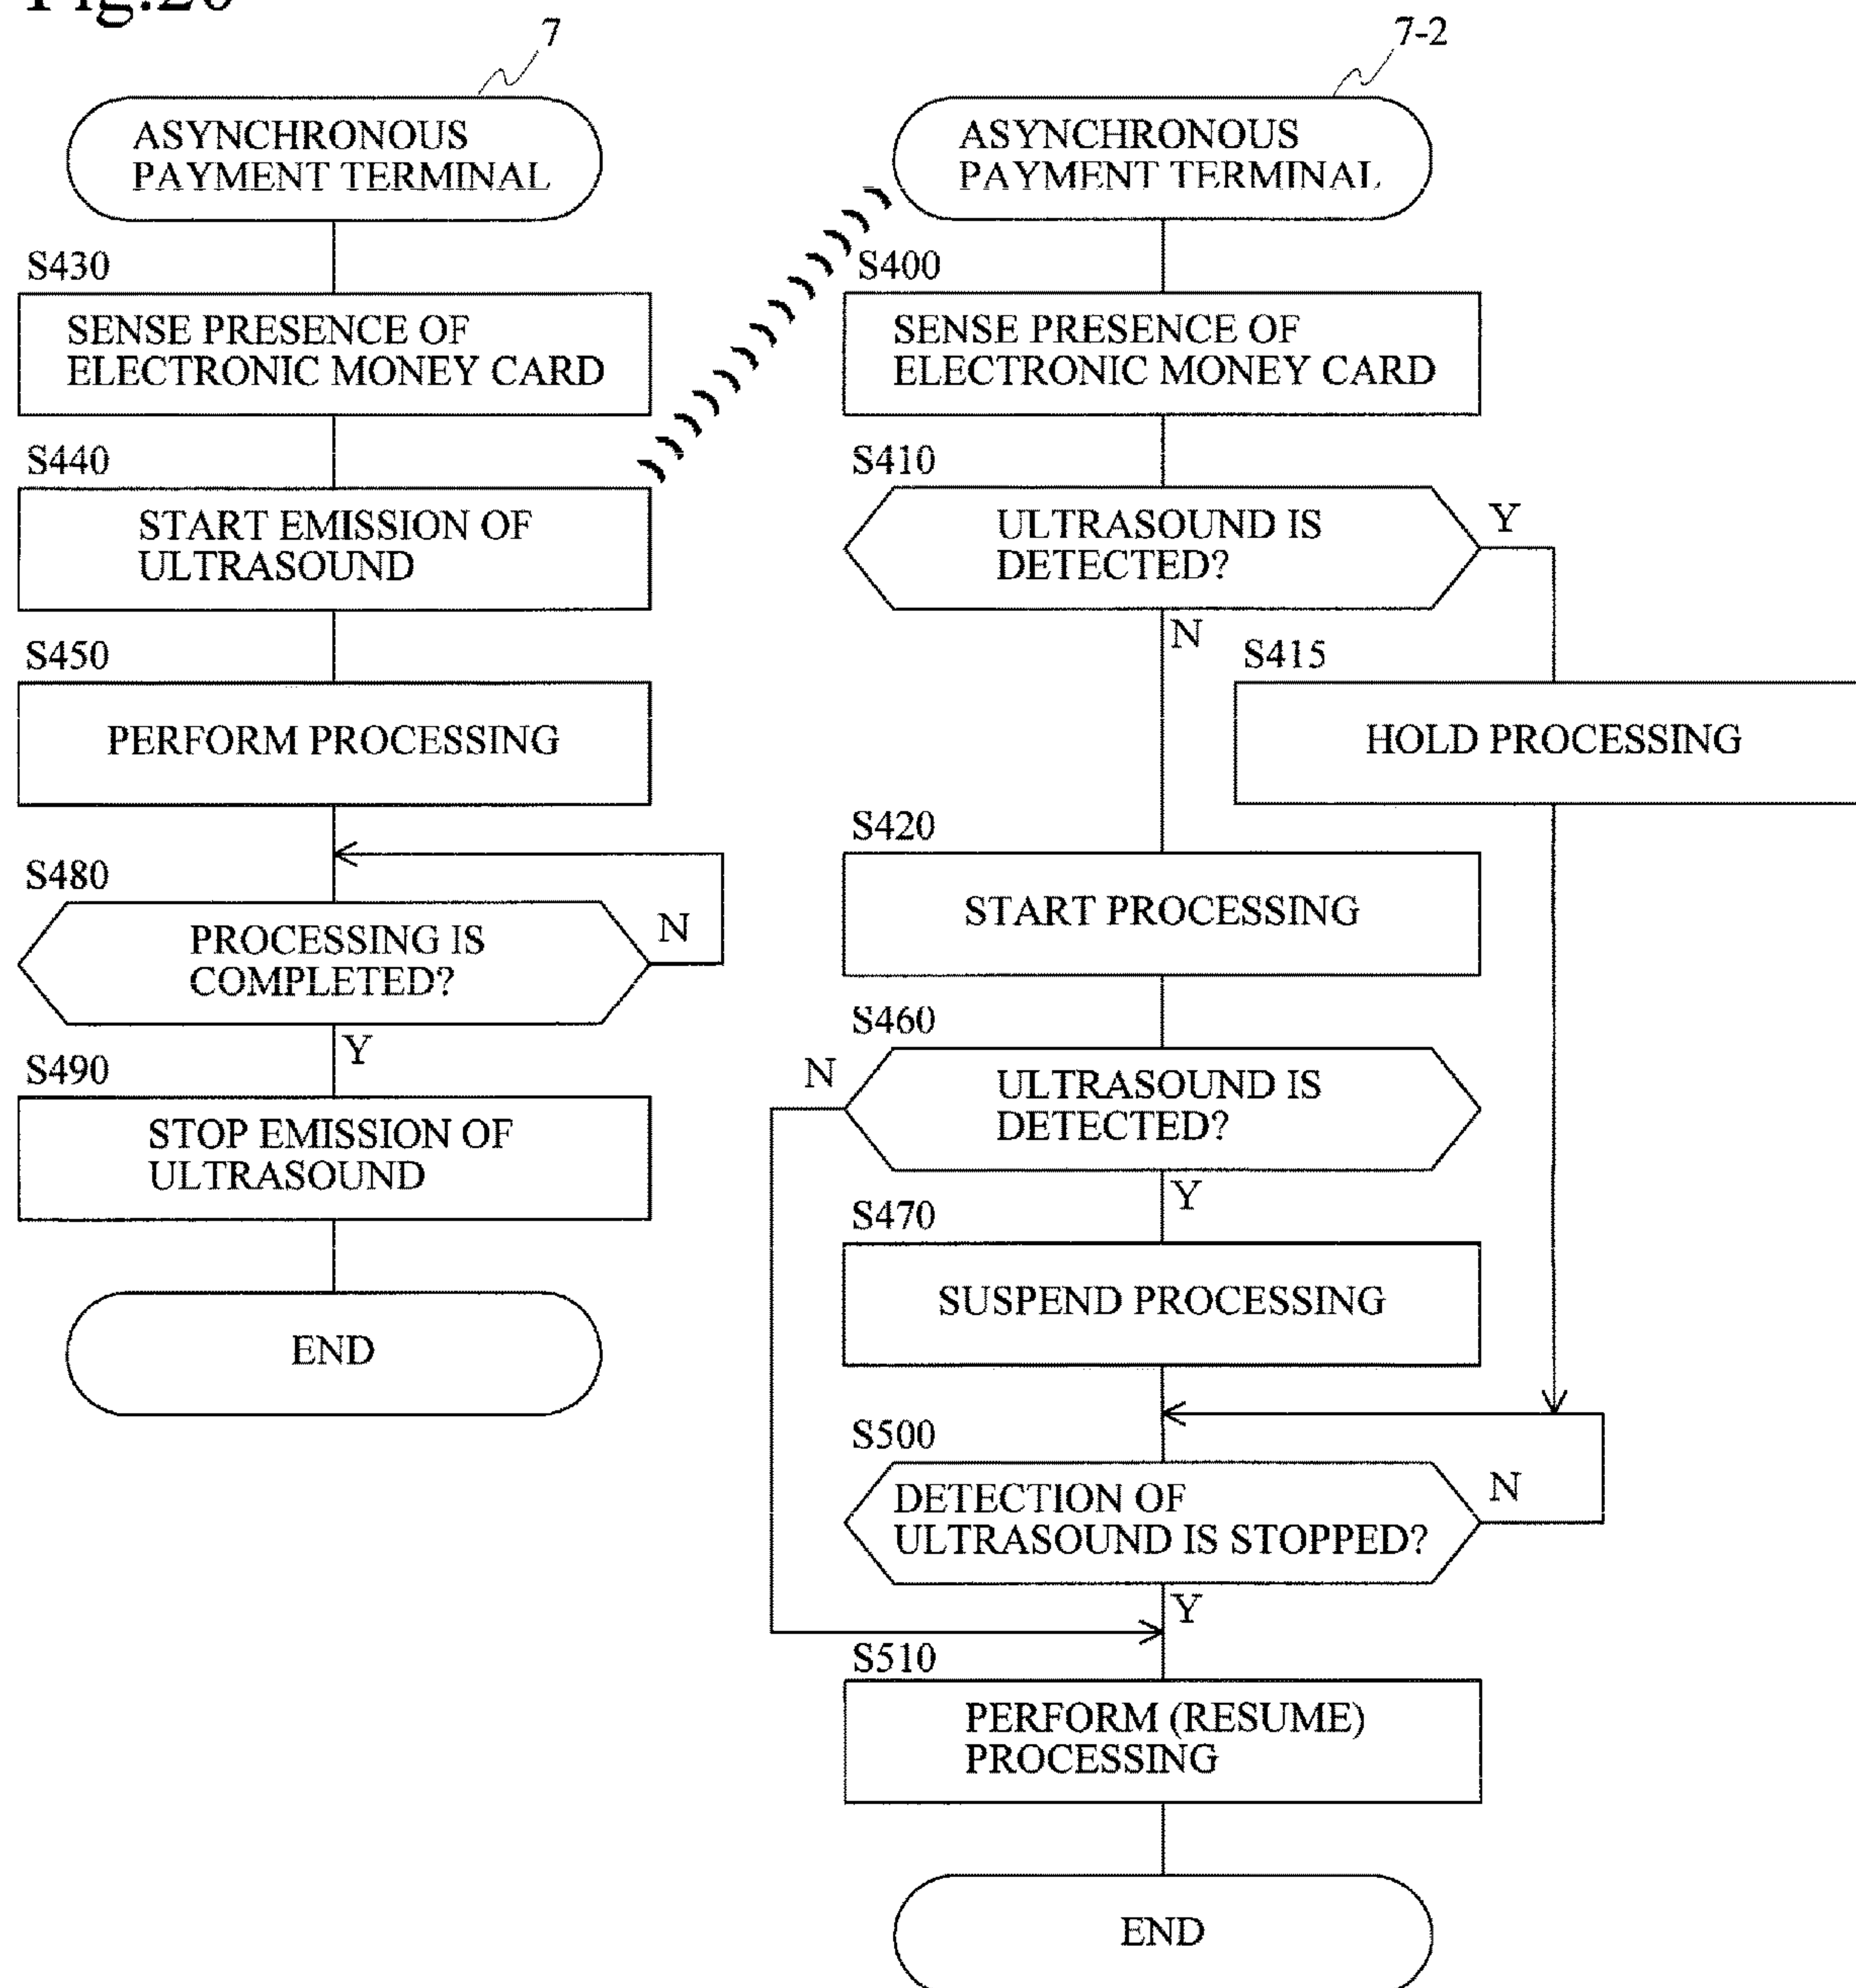 Fig.20
7
ASYNCHRONOUS
PAYMENT TERMINAL
S430
SENSE PRESENCE OF
ELECTRONIC MONEY CARD
S440
START EMISSION OF
ULTRASOUND
S450
PERFORM PROCESSING
S480
PROCESSING IS
COMPLETED?
N
Y
S490
STOP EMISSION OF
ULTRASOUND
END
7-2
ASYNCHRONOUS
PAYMENT TERMINAL
S400
SENSE PRESENCE OF
ELECTRONIC MONEY CARD
S410
ULTRASOUND IS
DETECTED?
Y
N
S415
HOLD PROCESSING
S420
START PROCESSING
S460
N
ULTRASOUND IS
DETECTED?
Y
S470
SUSPEND PROCESSING
S500
DETECTION OF
ULTRASOUND IS STOPPED?
N
Y
S510
PERFORM (RESUME)
PROCESSING
END